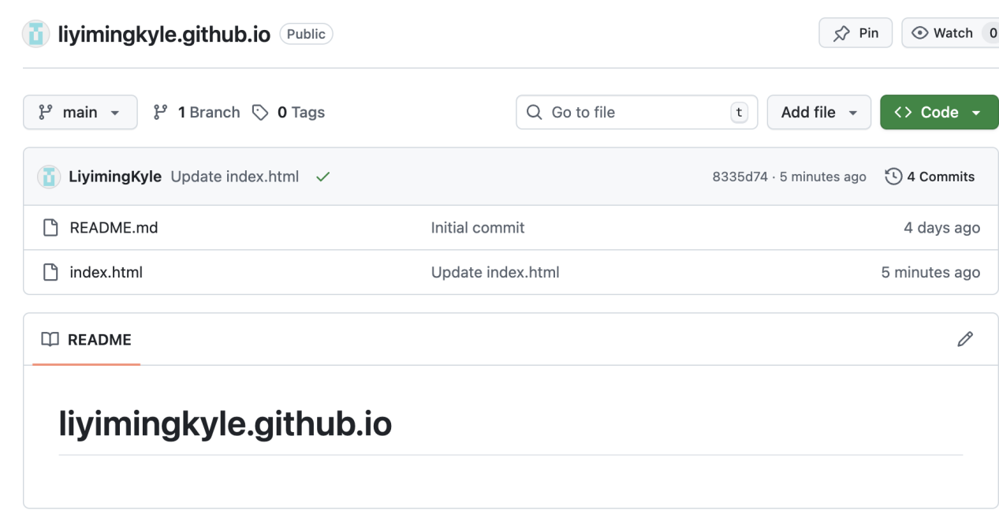 liyimingkyle.github.io Public Pin Watch 0
main 1 Branch 0 Tags Go to file t Add file Code
LiyimingKyle Update index.html 8335d74 · 5 minutes ago 4 Commits
README.md Initial commit 4 days ago
index.html Update index.html 5 minutes ago
README
liyimingkyle.github.io